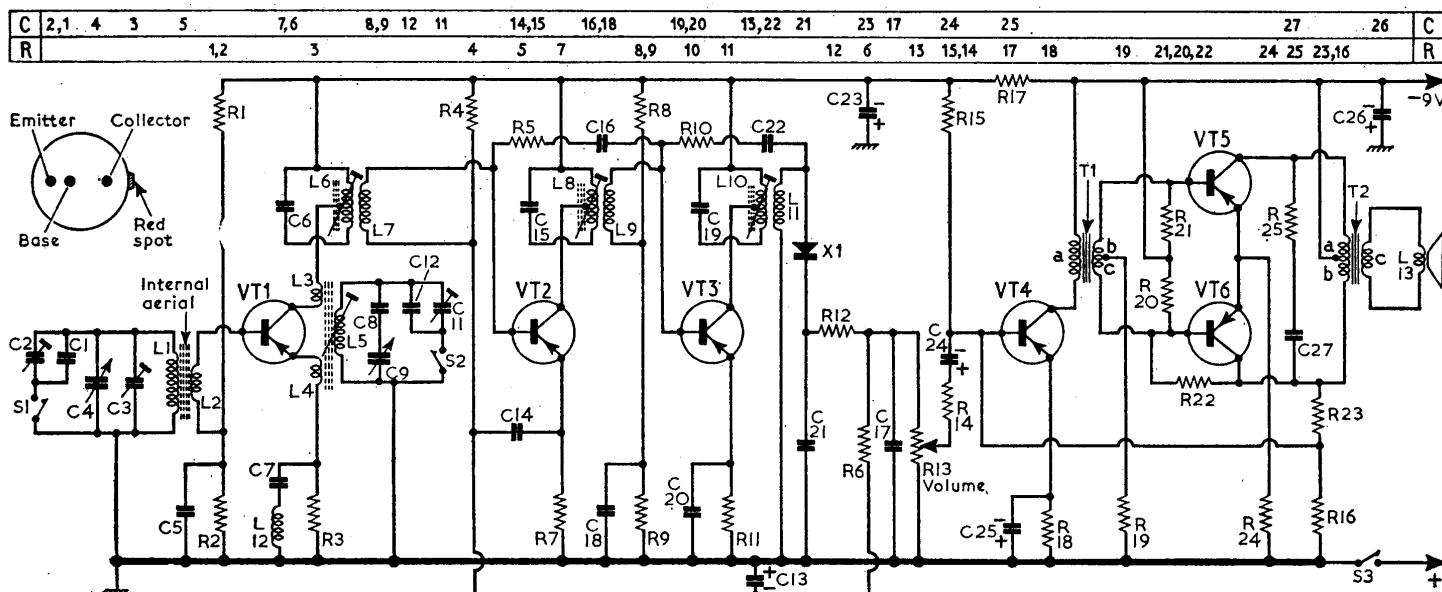 C 2,1 4 3 5 7,6 8,9 12 11 14,15 16,18 19,20 13,22 21 23 17 24 25 27 26 C
R 1,2 3 4 5 7 8,9 10 11 12 6 13 15,14 17 18 19 21,20,22 24 25 23,16 R
Emitter Collector
Base Red spot
Internal aerial
R1
R4
R5
C16
R8
R10
C22
C23 - +
R15
R17
-9V
C26 - +
VT5
T1
T2
L6
C6
L7
L8
C15
L9
L10
C19
L11
X1
R21
R25
a b c
a b c
L13
VT1
L3
L4
L5
C12
C8
C11
C9
S2
VT2
VT3
R12
C24 - +
VT4
R20
VT6
C27
C2
C1
L1
S1
C4
C3
L2
R22
R23
C14
C21
C17
R14
R6
R13 Volume
C7
C5
R2
L12
R3
R7
C18
R9
C20
R11
C25 - +
R18
R19
R24
R16
C13 + -
S3
+